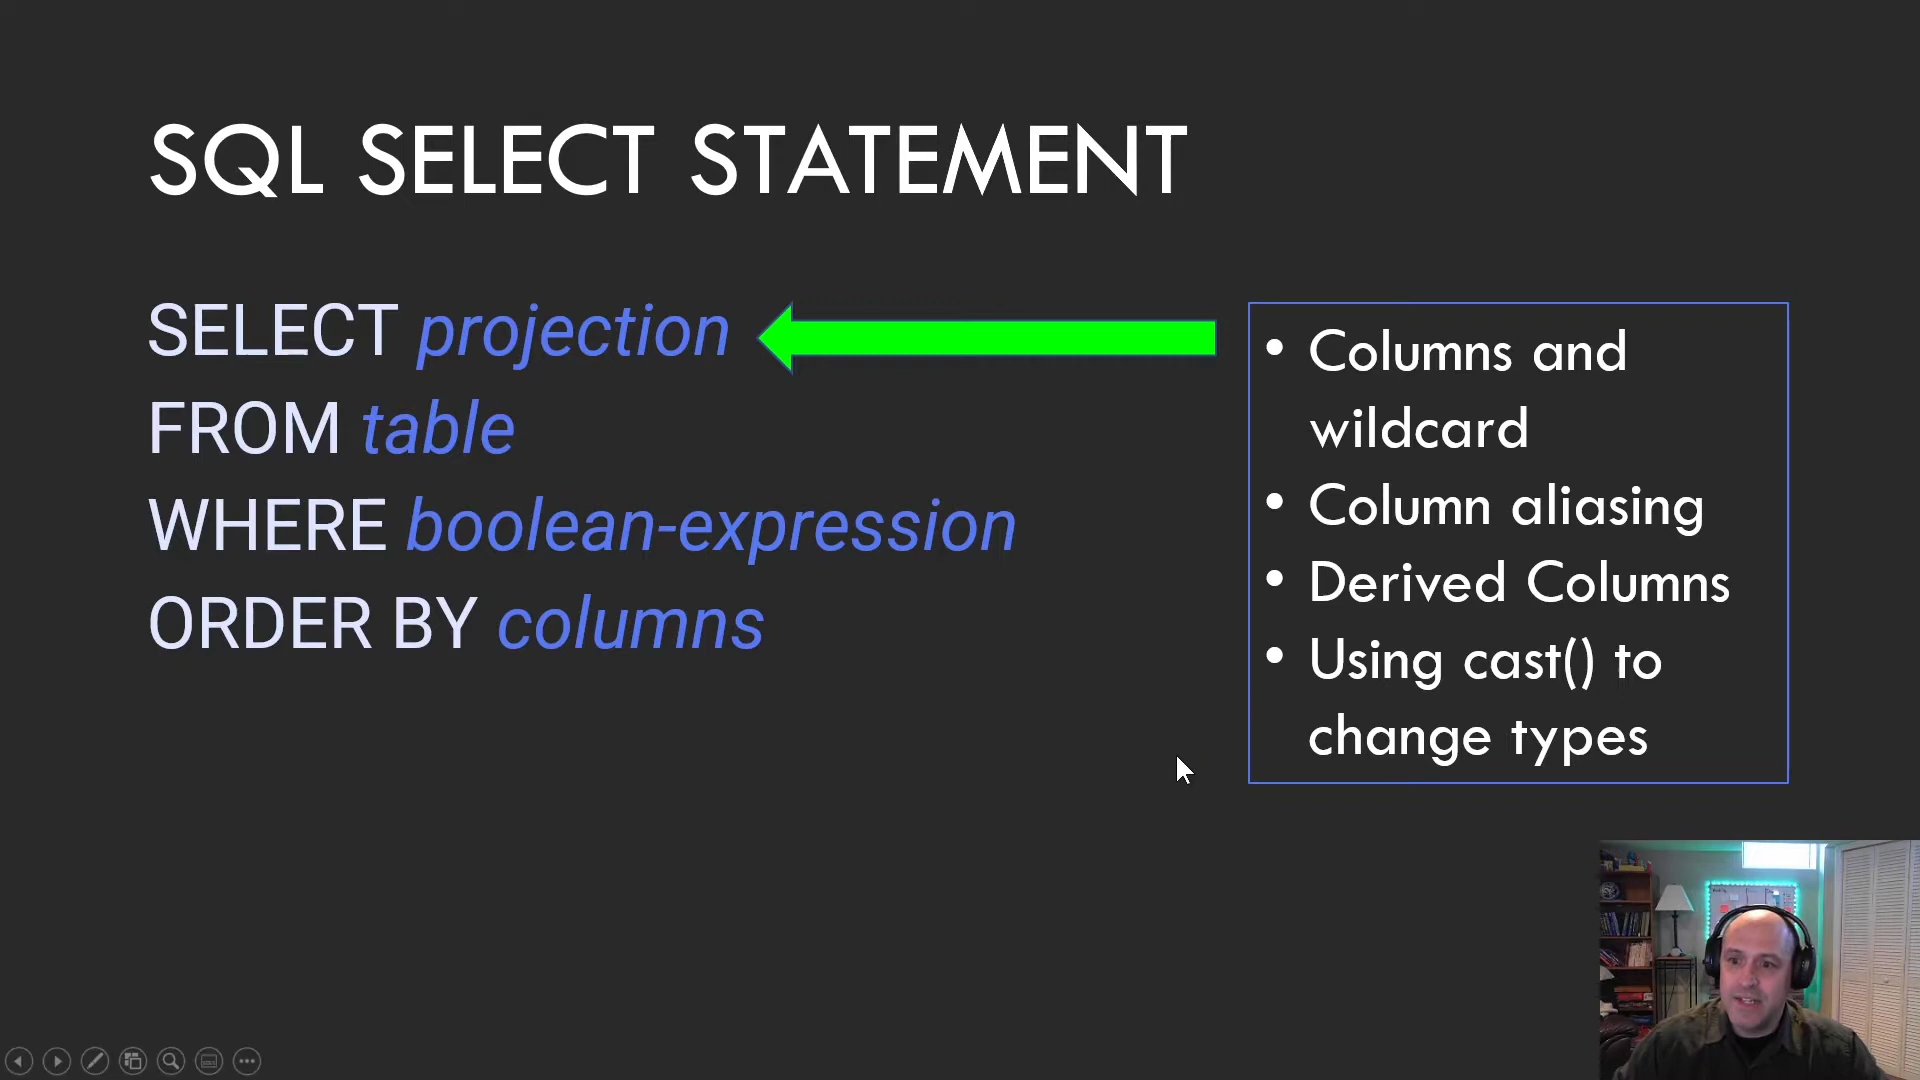 SQL SELECT STATEMENT
SELECT projection
FROM table
WHERE boolean-expression
ORDER BY columns
• Columns and
wildcard
• Column aliasing
• Derived Columns
• Using cast() to
change types